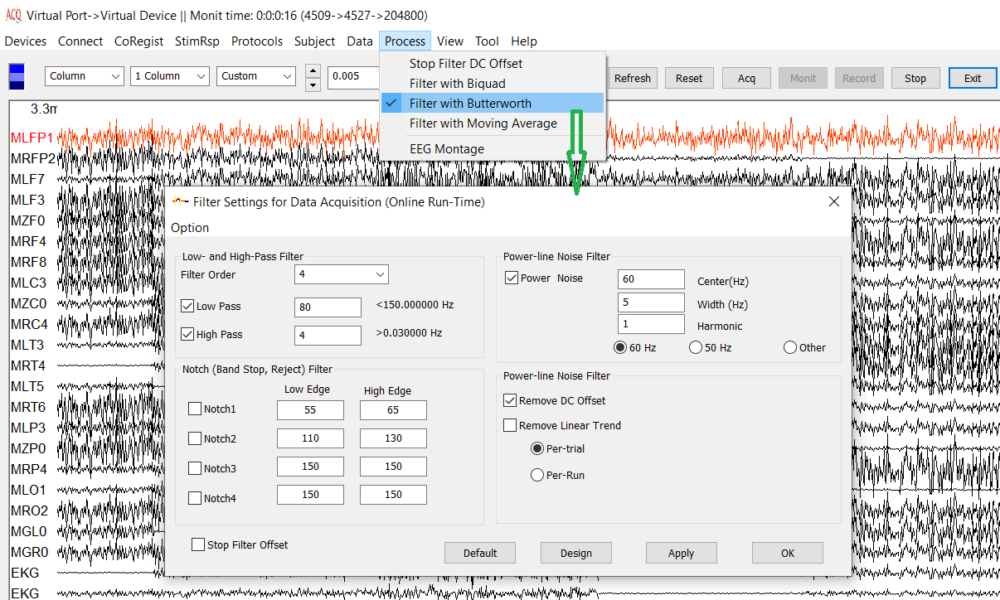 ACQ Virtual Port->Virtual Device || Monit time: 0:0:0:16 (4509->4527->204800)
Devices Connect CoRegist StimRsp Protocols Subject Data Process View Tool Help
Stop Filter DC Offset
Filter with Biquad
Filter with Butterworth
Filter with Moving Average
EEG Montage
Column 1 Column Custom 0.005 Refresh Reset Acq Monit Record Stop Exit
3.3m
MLFP1
MRFP2
MLF7
MLF3
MZF0
MRF4
MRF8
MLC3
MZC0
MRC4
MLT3
MRT4
MLT5
MRT6
MLP3
MZP0
MRP4
MLO1
MRO2
MGL0
MGR0
EKG
EKG
Filter Settings for Data Acquisition (Online Run-Time)
Option
Low- and High-Pass Filter
Filter Order 4
Low Pass 80 <150.000000 Hz
High Pass 4 >0.030000 Hz
Notch (Band Stop, Reject) Filter
Low Edge High Edge
Notch1 55 65
Notch2 110 130
Notch3 150 150
Notch4 150 150
Stop Filter Offset
Power-line Noise Filter
Power Noise 60 Center(Hz)
5 Width (Hz)
1 Harmonic
60 Hz 50 Hz Other
Power-line Noise Filter
Remove DC Offset
Remove Linear Trend
Per-trial
Per-Run
Default Design Apply OK